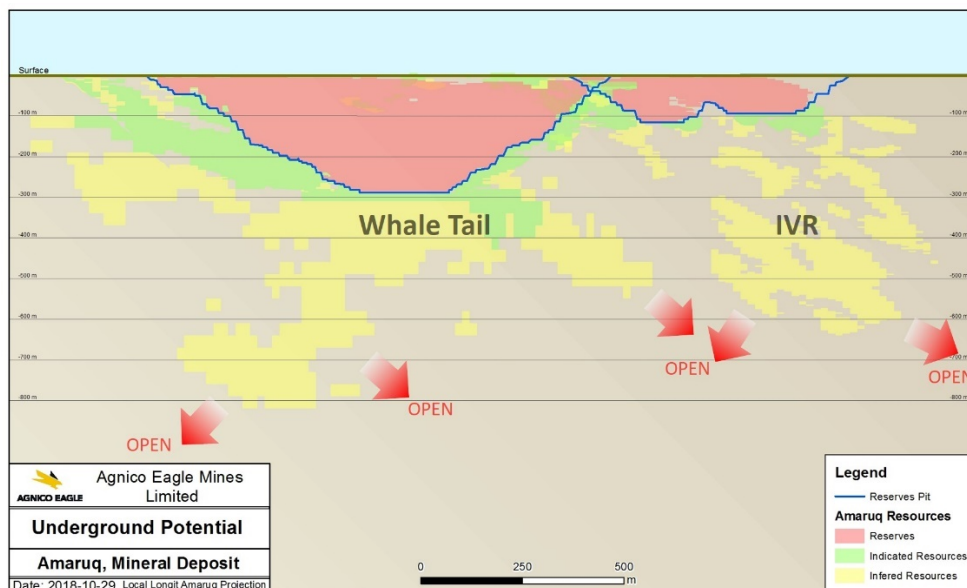 Surface
-100 m
-100 m
-200 m
-200 m
-300 m
-300 m
Whale Tail
IVR
-400 m
-400 m
-500 m
-500 m
-600 m
-600 m
-700 m
-700 m
OPEN
OPEN
-800 m
-800 m
OPEN
OPEN
AGNICO EAGLE
Agnico Eagle Mines
Limited
Underground Potential
Amaruq, Mineral Deposit
Date: 2018-10-29 Local Longit Amaruq Projection
0 250 500
m
Legend
Reserves Pit
Amaruq Resources
Reserves
Indicated Resources
Infered Resources